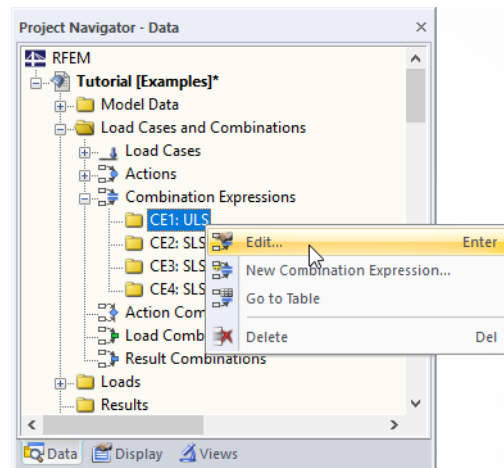 Project Navigator - Data
RFEM
Tutorial [Examples]*
Model Data
Load Cases and Combinations
Load Cases
Actions
Combination Expressions
CE1: ULS
CE2: SLS
Edit... Enter
CE3: SLS
New Combination Expression...
CE4: SLS
Go to Table
Action Com
Load Comb
Delete Del
Result Combinations
Loads
Results
Data Display Views